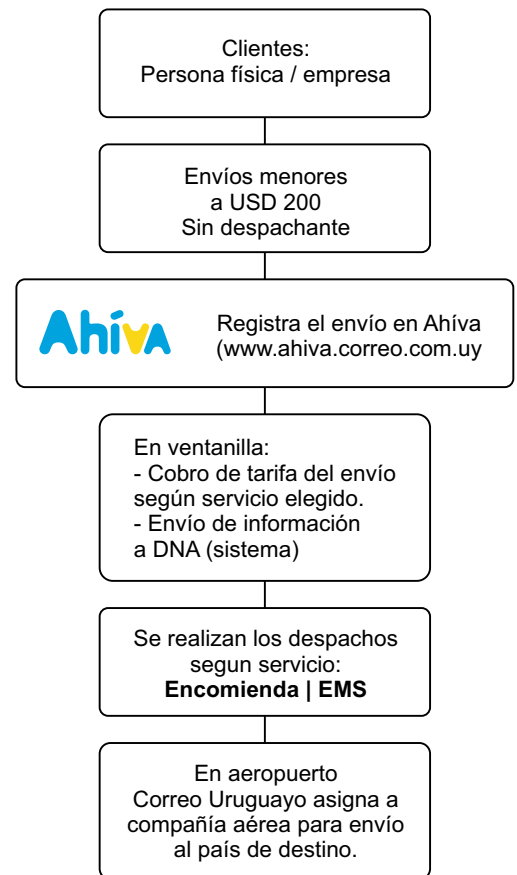 Clientes:
Persona física / empresa
Envíos menores
a USD 200
Sin despachante
Ahíva
Registra el envío en Ahíva
(www.ahiva.correo.com.uy
En ventanilla:
- Cobro de tarifa del envío
según servicio elegido.
- Envío de información
a DNA (sistema)
Se realizan los despachos
segun servicio:
Encomienda | EMS
En aeropuerto
Correo Uruguayo asigna a
compañía aérea para envío
al país de destino.